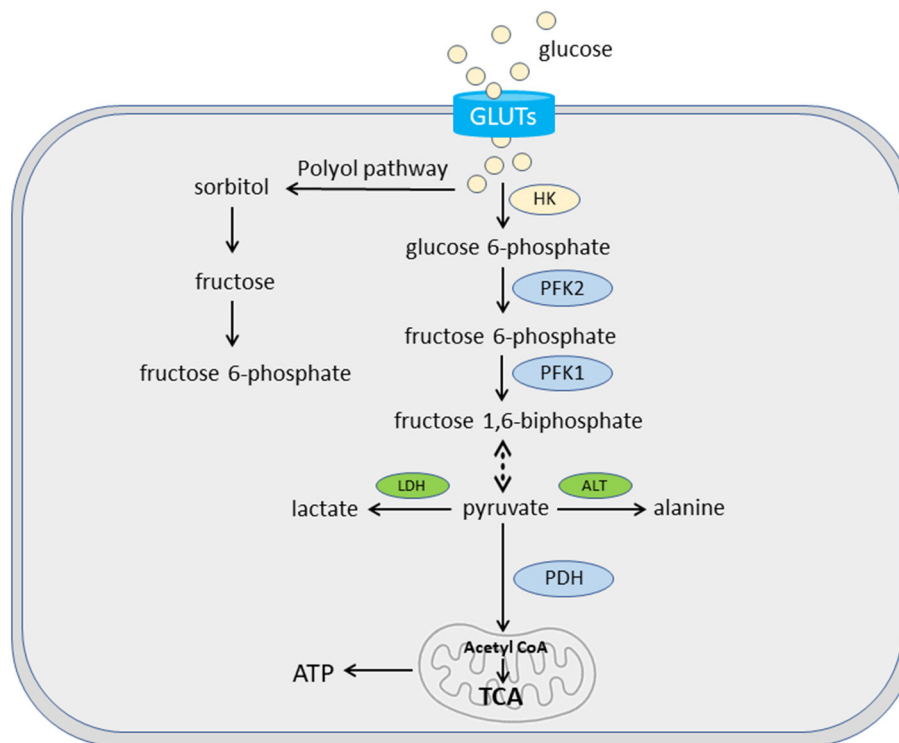 glucose
GLUTs
Polyol pathway
sorbitol
HK
glucose 6-phosphate
fructose
PFK2
fructose 6-phosphate
fructose 6-phosphate
PFK1
fructose 1,6-biphosphate
LDH
ALT
lactate
pyruvate
alanine
PDH
Acetyl CoA
ATP
TCA